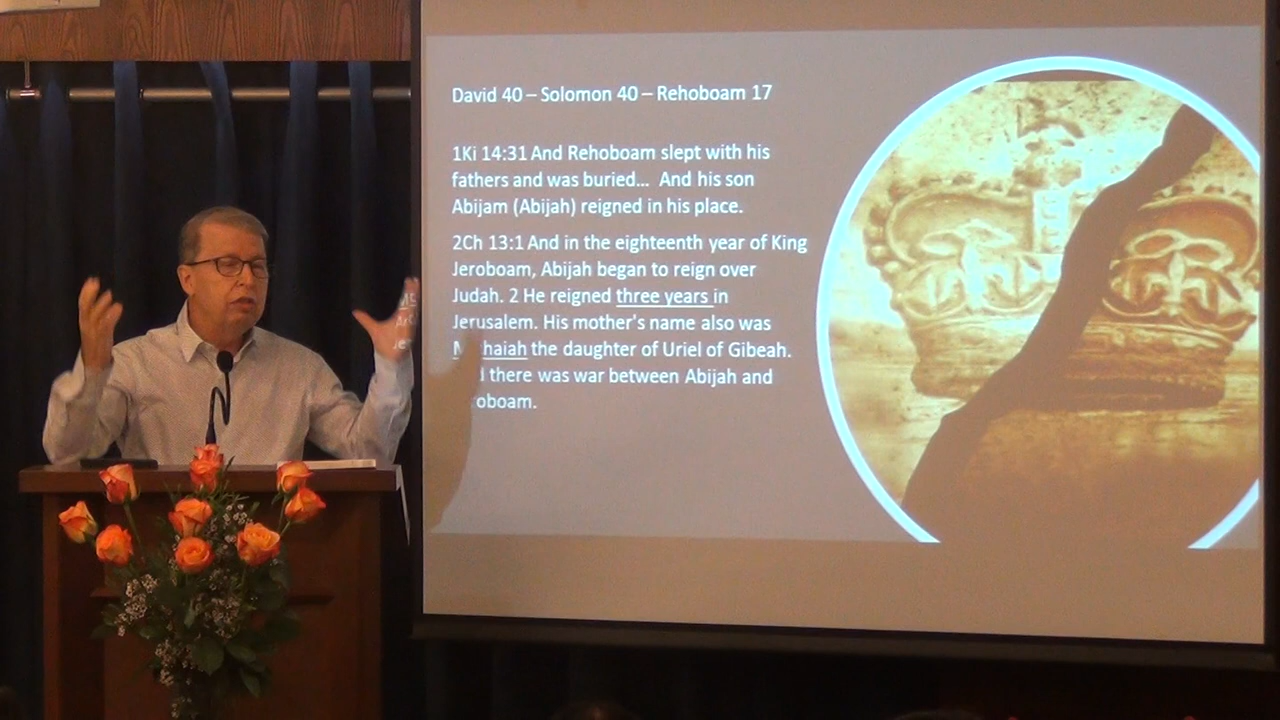 David 40 – Solomon 40 – Rehoboam 17
1Ki 14:31 And Rehoboam slept with his
fathers and was buried... And his son
Abijam (Abijah) reigned in his place.
2Ch 13:1 And in the eighteenth year of King
Jeroboam, Abijah began to reign over
Judah. 2 He reigned three years in
Jerusalem. His mother's name also was
the daughter of Uriel of Gibeah.
there was war between Abijah and
oboam.